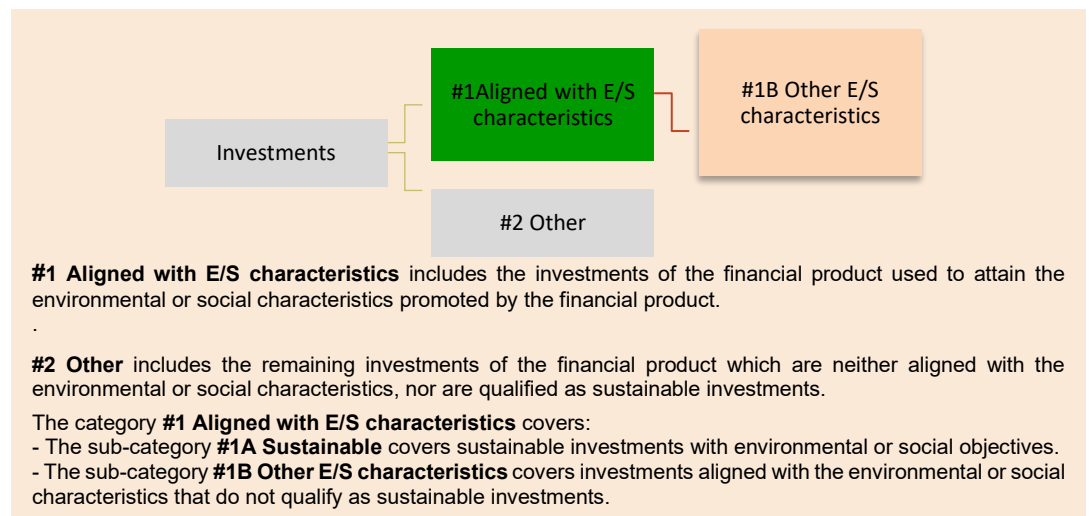 #1Aligned with E/S
characteristics
#1B Other E/S
characteristics
Investments
#2 Other
#1 Aligned with E/S characteristics includes the investments of the financial product used to attain the
environmental or social characteristics promoted by the financial product.
.
#2 Other includes the remaining investments of the financial product which are neither aligned with the
environmental or social characteristics, nor are qualified as sustainable investments.
The category #1 Aligned with E/S characteristics covers:
- The sub-category #1A Sustainable covers sustainable investments with environmental or social objectives.
- The sub-category #1B Other E/S characteristics covers investments aligned with the environmental or social
characteristics that do not qualify as sustainable investments.